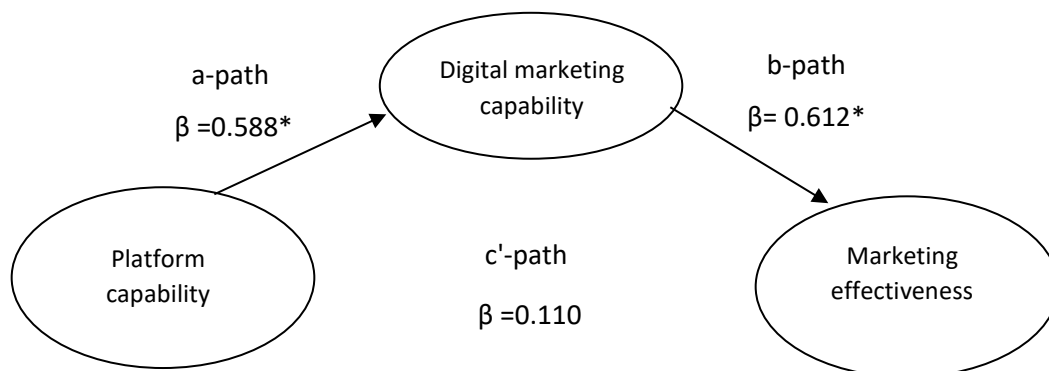 a-path
β =0.588*
Digital marketing
capability
b-path
β= 0.612*
Platform
capability
c'-path
β =0.110
Marketing
effectiveness